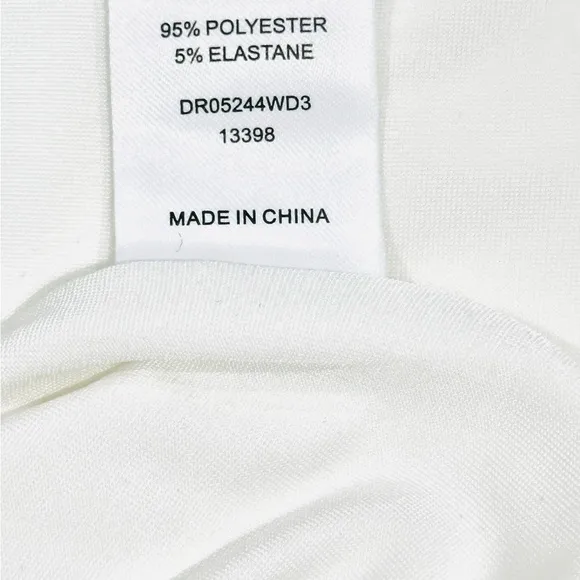 95% POLYESTER
5% ELASTANE
DR05244WD3
13398
MADE IN CHINA